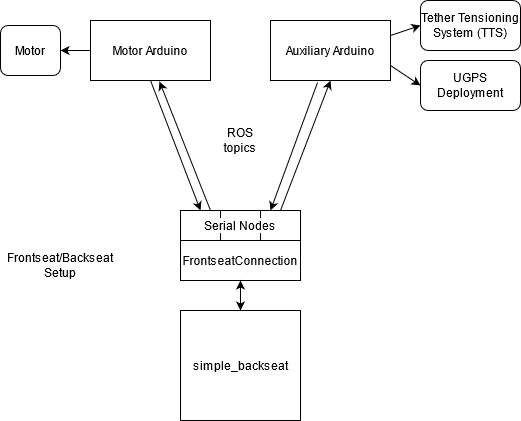 Tether Tensioning
System (TTS)
Motor
Motor Arduino
Auxiliary Arduino
UGPS
Deployment
ROS
topics
Serial Nodes
Frontseat/Backseat
Setup
FrontseatConnection
simple_backseat